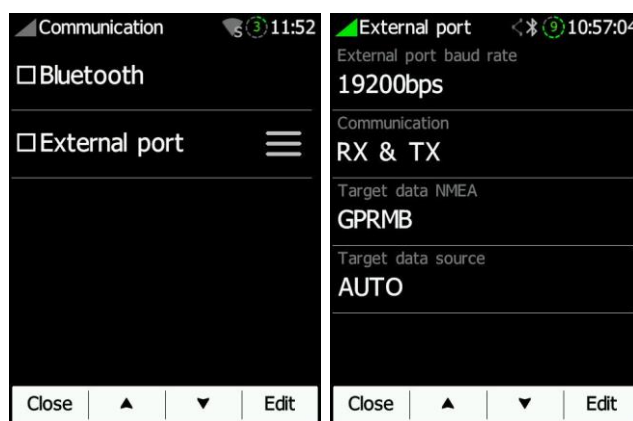 Communication S 3 11:52
Bluetooth
External port
Close Edit
External port 9 10:57:04
External port baud rate
19200bps
Communication
RX & TX
Target data NMEA
GPRMB
Target data source
AUTO
Close Edit